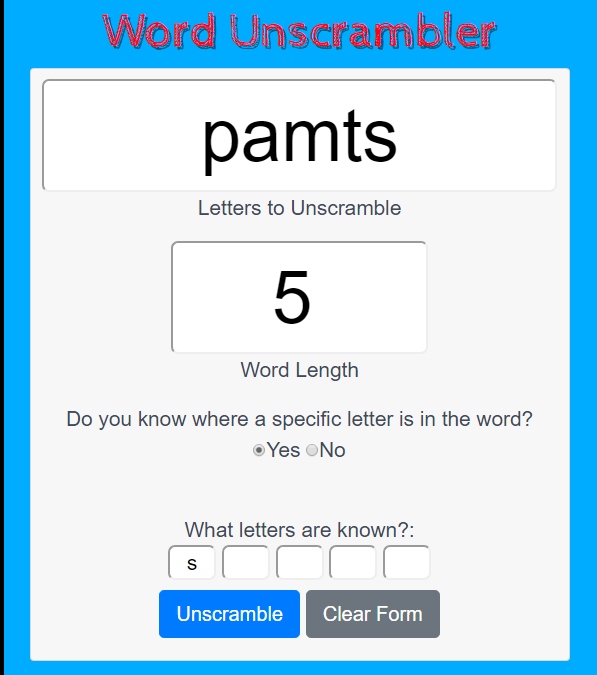 Word Unscrambler
pamts
Letters to Unscramble
5
Word Length
Do you know where a specific letter is in the word?
Yes No
What letters are known?:
s
Unscramble Clear Form